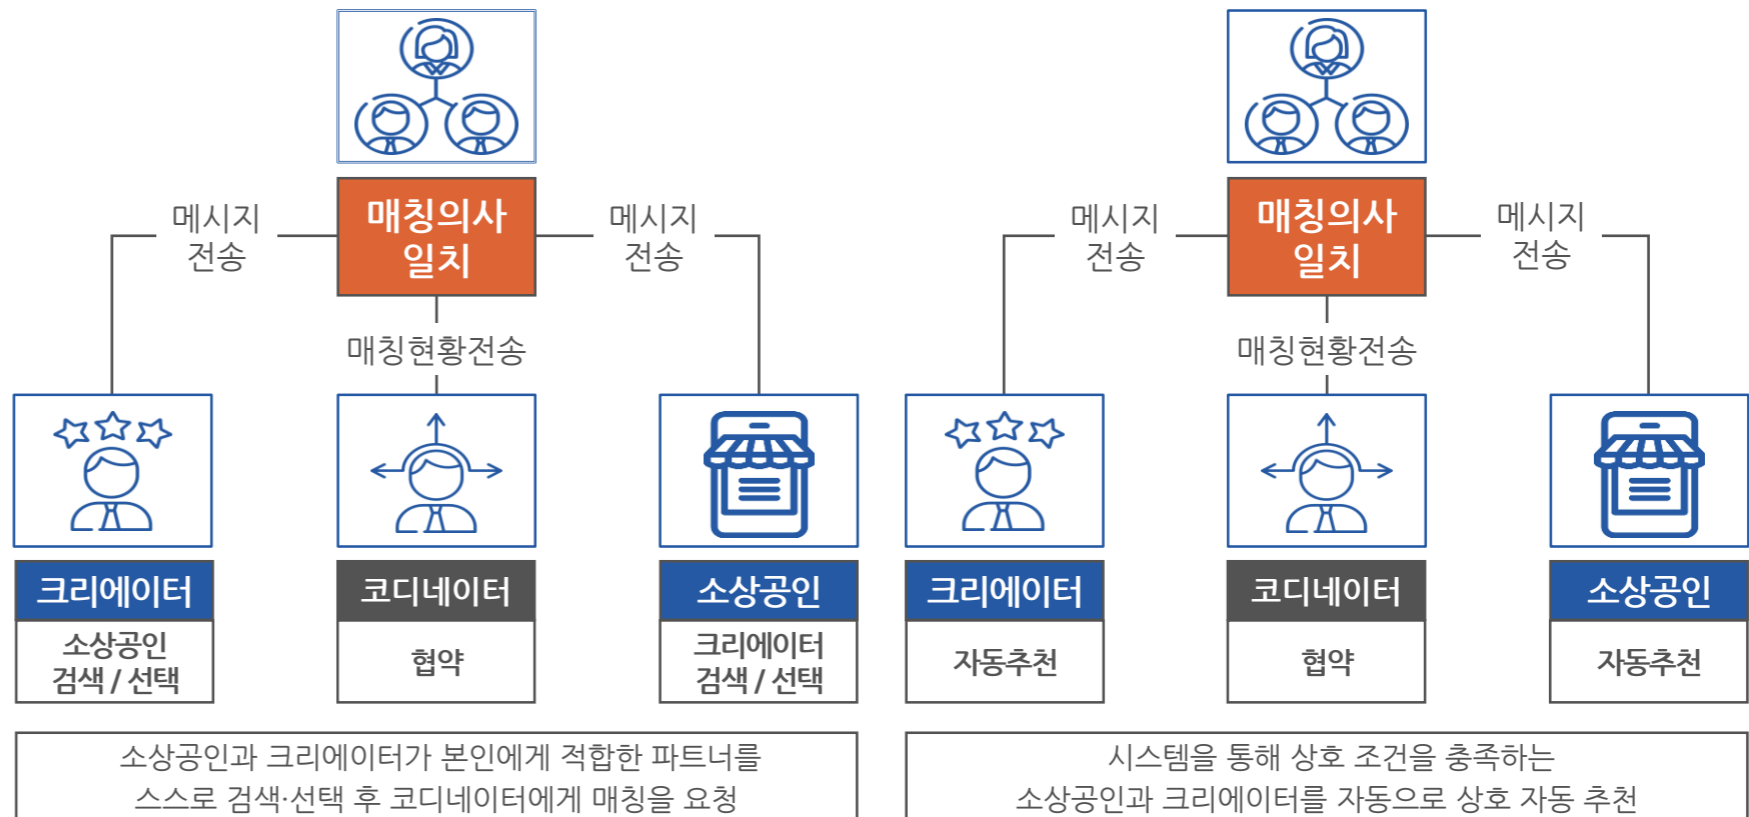 메시지
전송
매칭의사
일치
메시지
전송
매칭현황전송
크리에이터
소상공인
검색 / 선택
코디네이터
협약
소상공인
크리에이터
검색 / 선택
소상공인과 크리에이터가 본인에게 적합한 파트너를
스스로 검색·선택 후 코디네이터에게 매칭을 요청
메시지
전송
매칭의사
일치
메시지
전송
매칭현황전송
크리에이터
자동추천
코디네이터
협약
소상공인
자동추천
시스템을 통해 상호 조건을 충족하는
소상공인과 크리에이터를 자동으로 상호 자동 추천